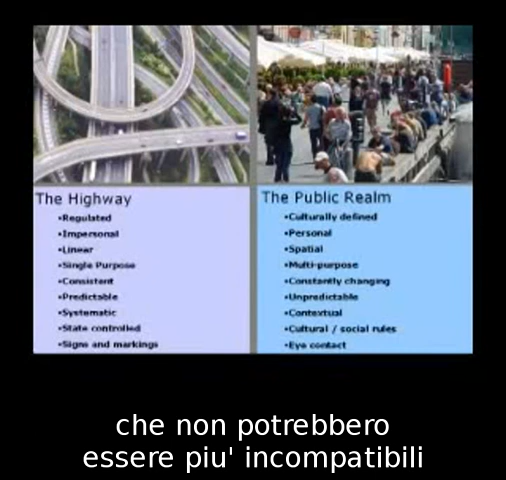 The Highway
•Regulated
•Impersonal
•Linear
•Single Purpose
•Consistent
•Predictable
•Systematic
•State controlled
•Signs and markings
The Public Realm
•Culturally defined
•Personal
•Spatial
•Multi-purpose
•Constantly changing
•Unpredictable
•Contextual
•Cultural / social rules
•Eye contact
che non potrebbero
essere piu' incompatibili